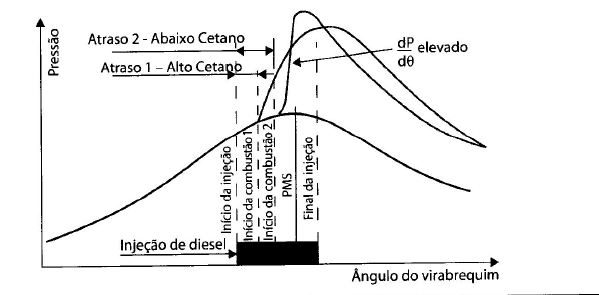 Pressão
Atraso 2 - Abaixo Cetano
Atraso 1 – Alto Cetano
dP
dθ
elevado
Início da injeção
Início da combustão 1
Início da combustão 2
PMS
Final da injeção
Injeção de diesel
Ângulo do virabrequim